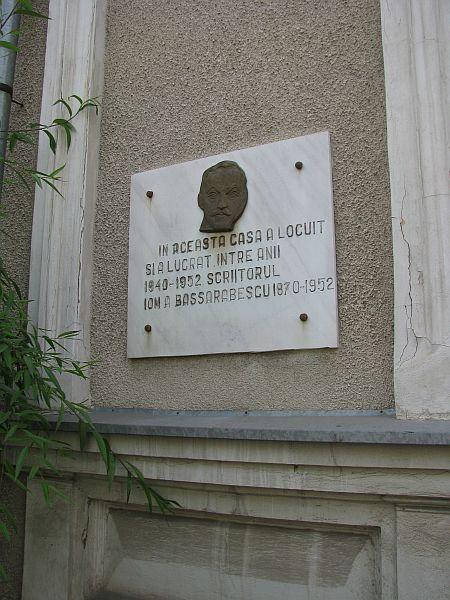 IN ACEASTA CASA A LOCUIT
SI A LUCRAT, INTRE ANII
1940-1952, SCRIITORUL
ION A BASSARABESCU 1870-1952